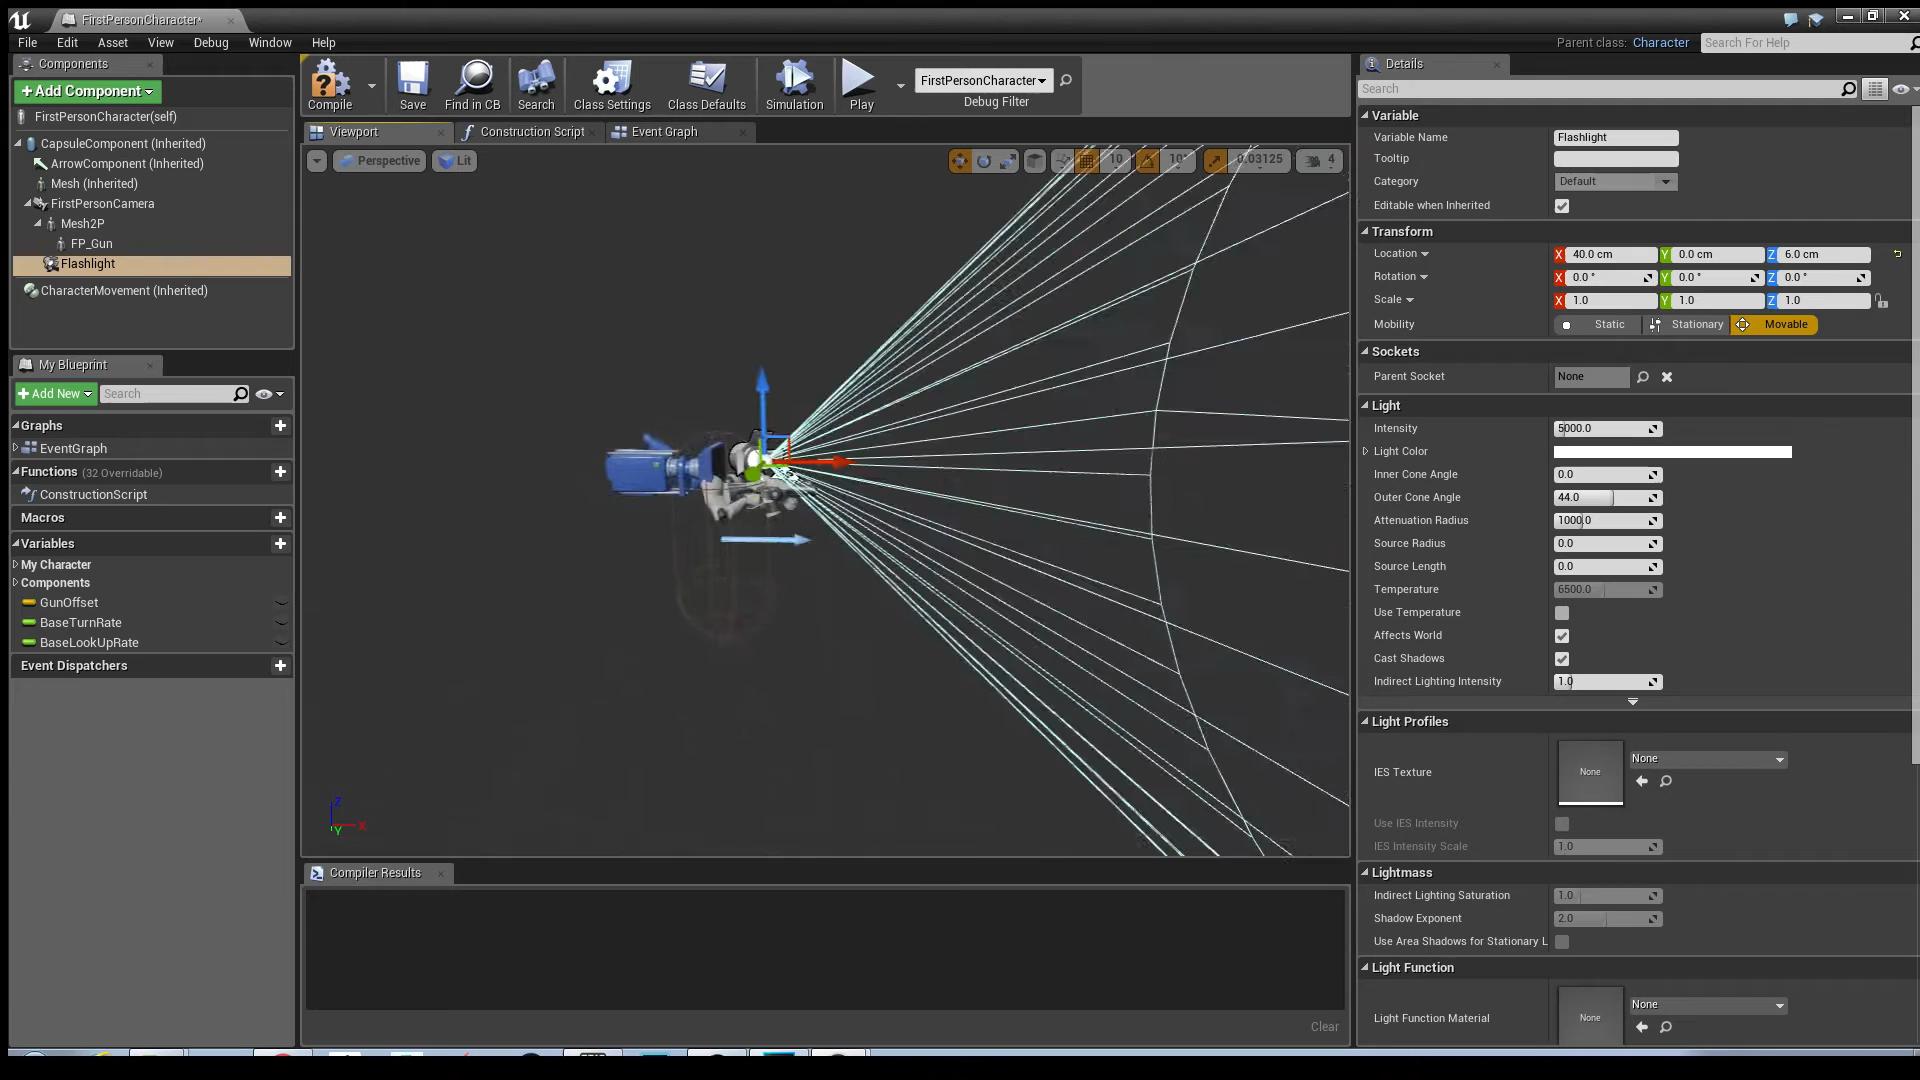 FirstPersonCharacter*
File Edit Asset View Debug Window Help
Parent class: Character Search For Help
Components
+Add Component
FirstPersonCharacter(self)
CapsuleComponent (Inherited)
ArrowComponent (Inherited)
Mesh (Inherited)
FirstPersonCamera
Mesh2P
FP_Gun
Flashlight
CharacterMovement (Inherited)
My Blueprint
+Add New Search
Graphs
EventGraph
Functions (32 Overridable)
ConstructionScript
Macros
Variables
My Character
Components
GunOffset
BaseTurnRate
BaseLookUpRate
Event Dispatchers
Compile Save Find in CB Search Class Settings Class Defaults Simulation Play
FirstPersonCharacter
Debug Filter
Viewport Construction Script Event Graph
Perspective Lit 10 10° 0.03125 4
Z
X
Y
Compiler Results
Clear
Details
Search
Variable
Variable Name Flashlight
Tooltip
Category Default
Editable when Inherited
Transform
Location X 40.0 cm Y 0.0 cm Z 6.0 cm
Rotation X 0.0 ° Y 0.0 ° Z 0.0 °
Scale X 1.0 Y 1.0 Z 1.0
Mobility Static Stationary Movable
Sockets
Parent Socket None
Light
Intensity 5000.0
Light Color
Inner Cone Angle 0.0
Outer Cone Angle 44.0
Attenuation Radius 1000.0
Source Radius 0.0
Source Length 0.0
Temperature 6500.0
Use Temperature
Affects World
Cast Shadows
Indirect Lighting Intensity 1.0
Light Profiles
IES Texture None None
Use IES Intensity
IES Intensity Scale 1.0
Lightmass
Indirect Lighting Saturation 1.0
Shadow Exponent 2.0
Use Area Shadows for Stationary L
Light Function
Light Function Material None None